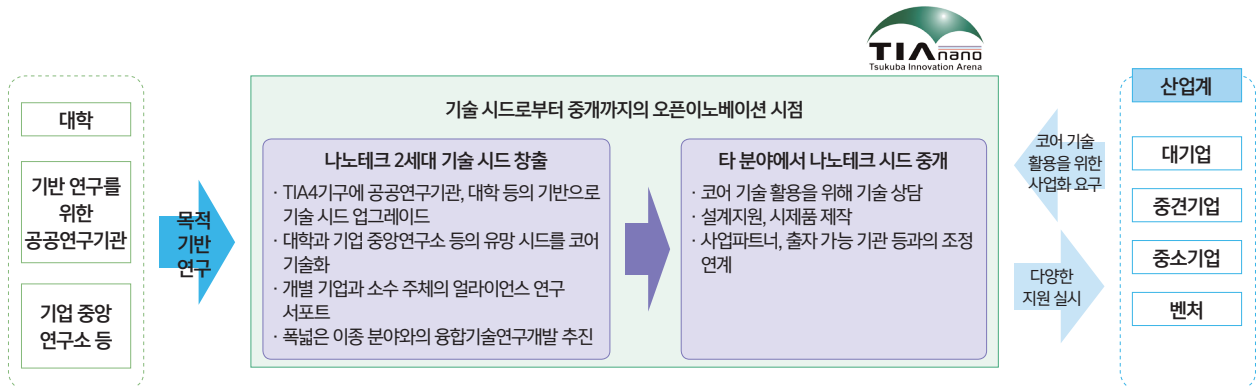 TIAnano
Tsukuba Innovation Arena
대학
기반 연구를
위한
공공연구기관
기업 중앙
연구소 등
목적
기반
연구
기술 시드로부터 중개까지의 오픈이노베이션 시점
나노테크 2세대 기술 시드 창출
· TIA4기구에 공공연구기관, 대학 등의 기반으로
기술 시드 업그레이드
· 대학과 기업 중앙연구소 등의 유망 시드를 코어
기술화
· 개별 기업과 소수 주체의 얼라이언스 연구
서포트
· 폭넓은 이종 분야와의 융합기술연구개발 추진
타 분야에서 나노테크 시드 중개
· 코어 기술 활용을 위해 기술 상담
· 설계지원, 시제품 제작
· 사업파트너, 출자 가능 기관 등과의 조정
연계
코어 기술
활용을 위한
사업화 요구
다양한
지원 실시
산업계
대기업
중견기업
중소기업
벤처